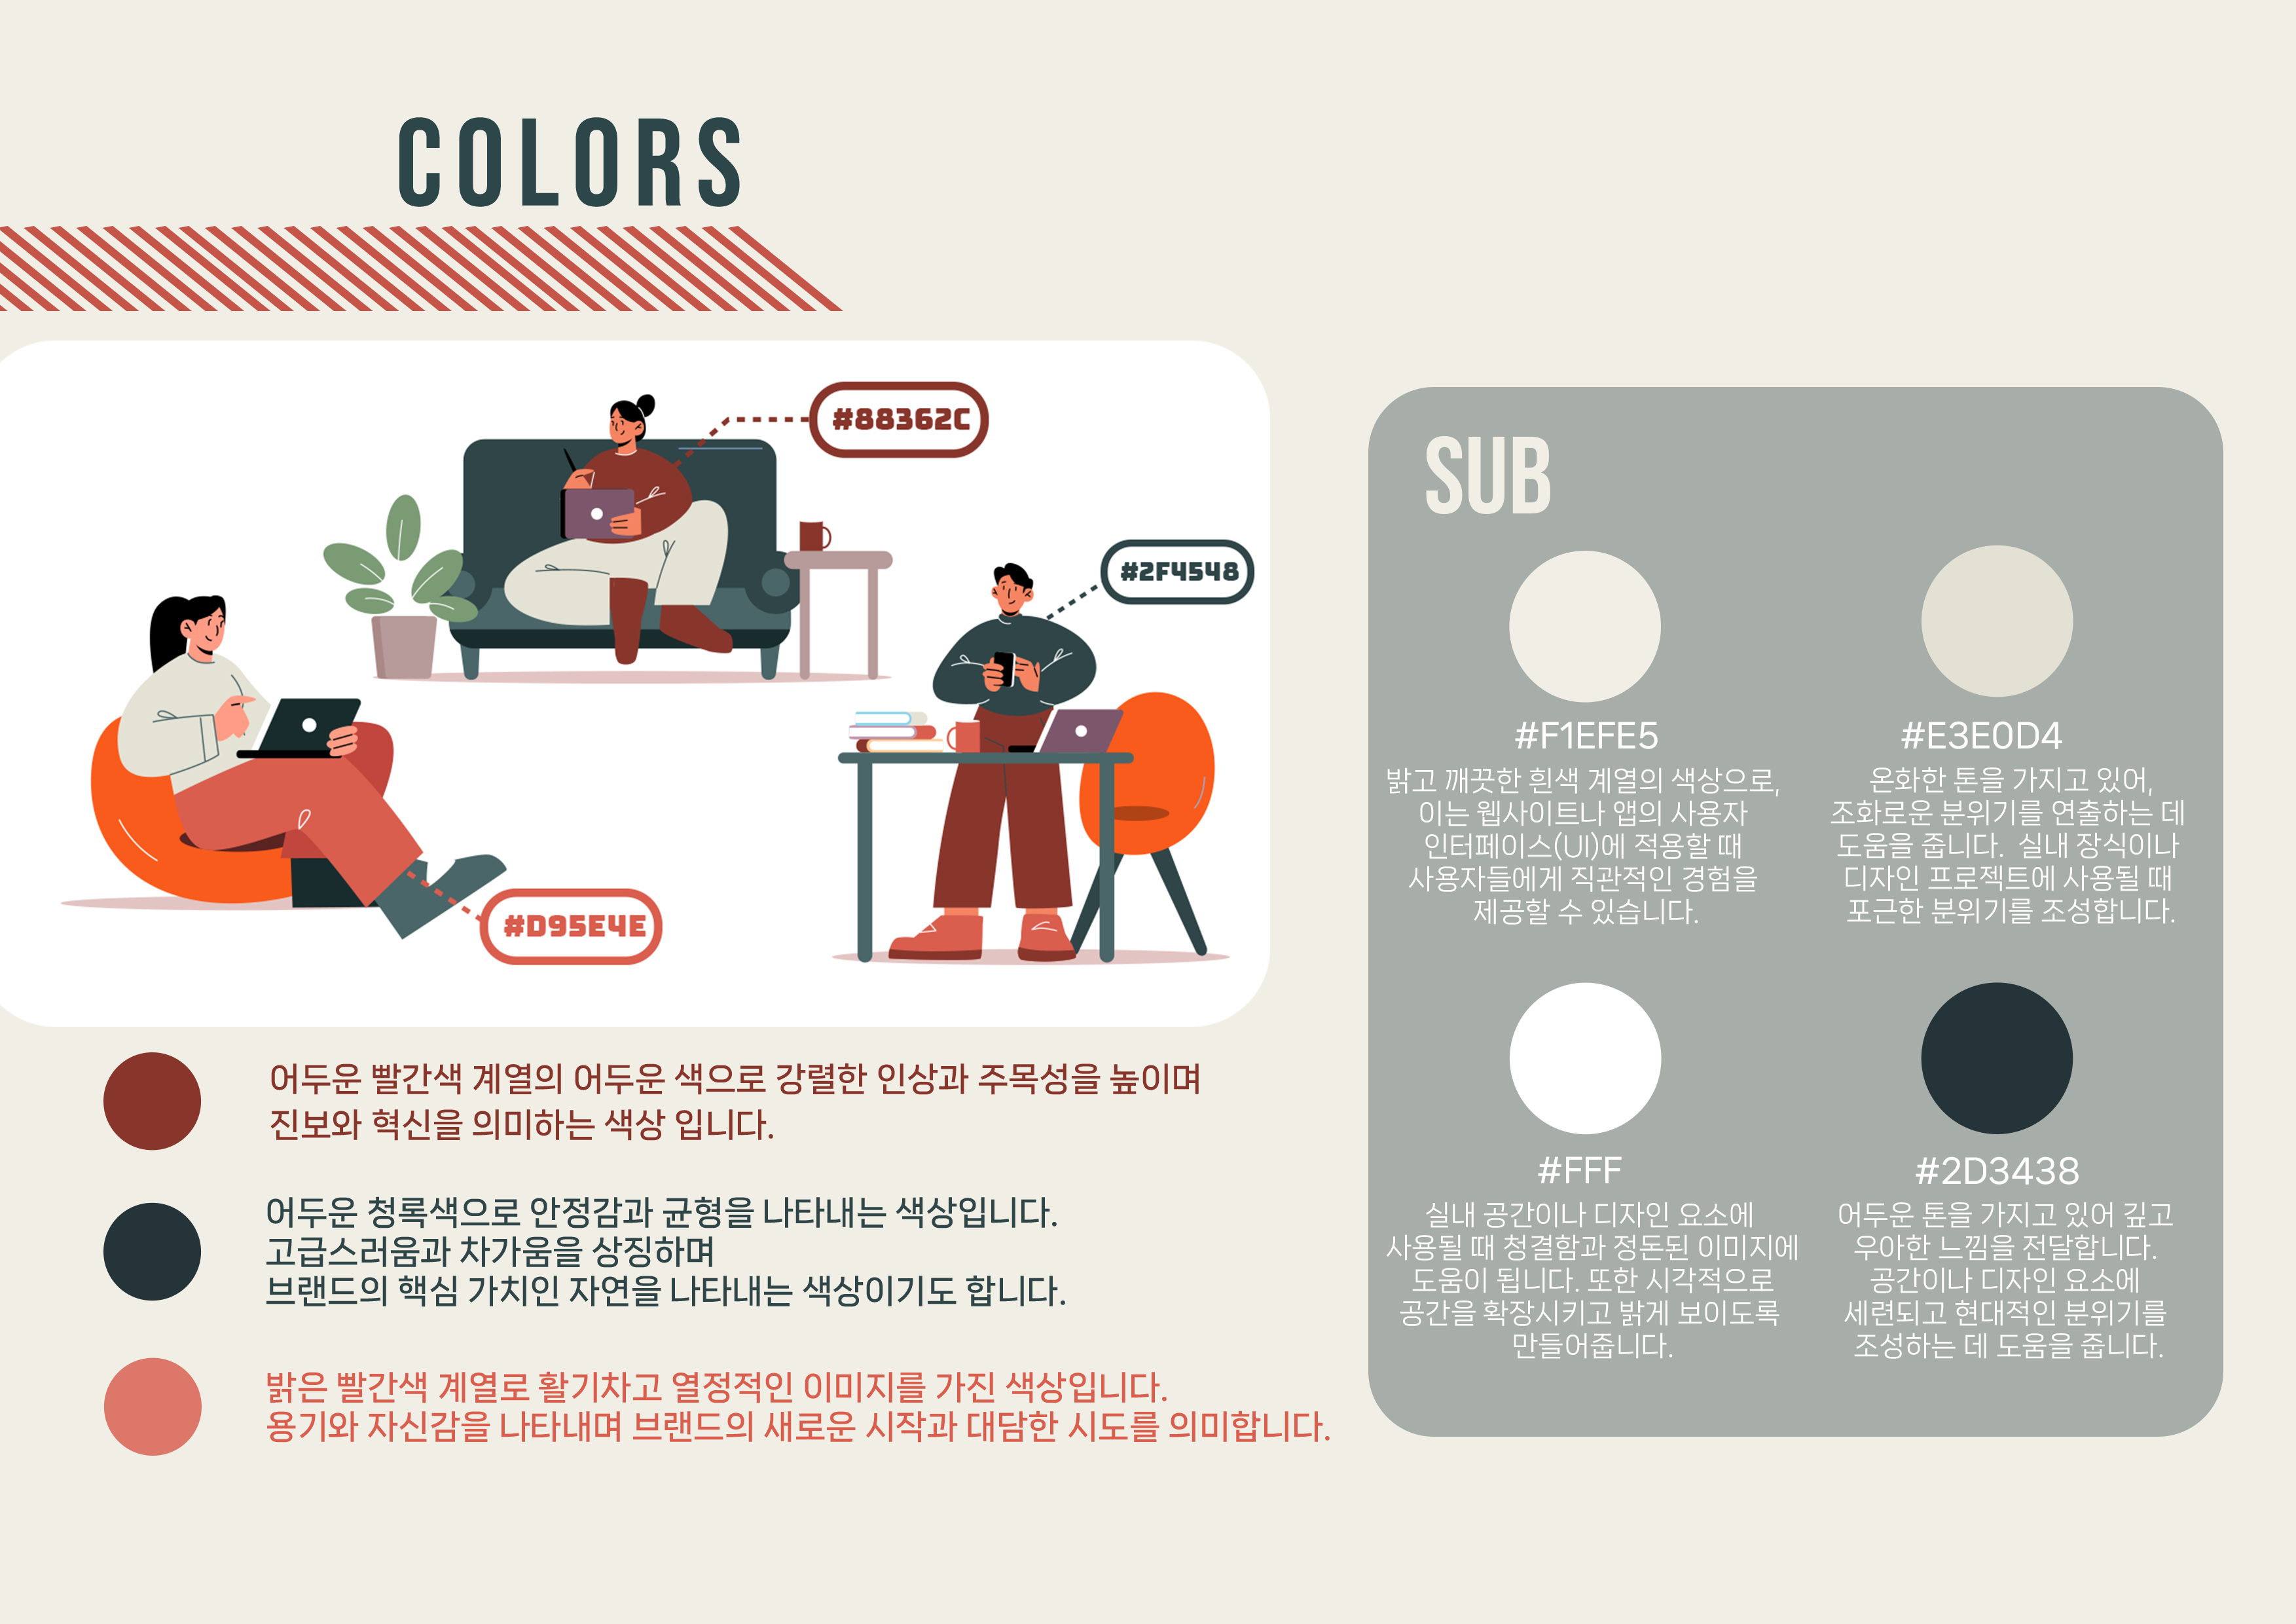 COLORS
#88362C
#2F4548
#D95E4E
어두운 빨간색 계열의 어두운 색으로 강렬한 인상과 주목성을 높이며
진보와 혁신을 의미하는 색상 입니다.
어두운 청록색으로 안정감과 균형을 나타내는 색상입니다.
고급스러움과 차가움을 상징하며
브랜드의 핵심 가치인 자연을 나타내는 색상이기도 합니다.
밝은 빨간색 계열로 활기차고 열정적인 이미지를 가진 색상입니다.
용기와 자신감을 나타내며 브랜드의 새로운 시작과 대담한 시도를 의미합니다.
SUB
#F1EFE5
밝고 깨끗한 흰색 계열의 색상으로,
이는 웹사이트나 앱의 사용자
인터페이스(UI)에 적용할 때
사용자들에게 직관적인 경험을
제공할 수 있습니다.
#E3E0D4
온화한 톤을 가지고 있어,
조화로운 분위기를 연출하는 데
도움을 줍니다. 실내 장식이나
디자인 프로젝트에 사용될 때
포근한 분위기를 조성합니다.
#FFF
실내 공간이나 디자인 요소에
사용될 때 청결함과 정돈된 이미지에
도움이 됩니다. 또한 시각적으로
공간을 확장시키고 밝게 보이도록
만들어줍니다.
#2D3438
어두운 톤을 가지고 있어 깊고
우아한 느낌을 전달합니다.
공간이나 디자인 요소에
세련되고 현대적인 분위기를
조성하는 데 도움을 줍니다.